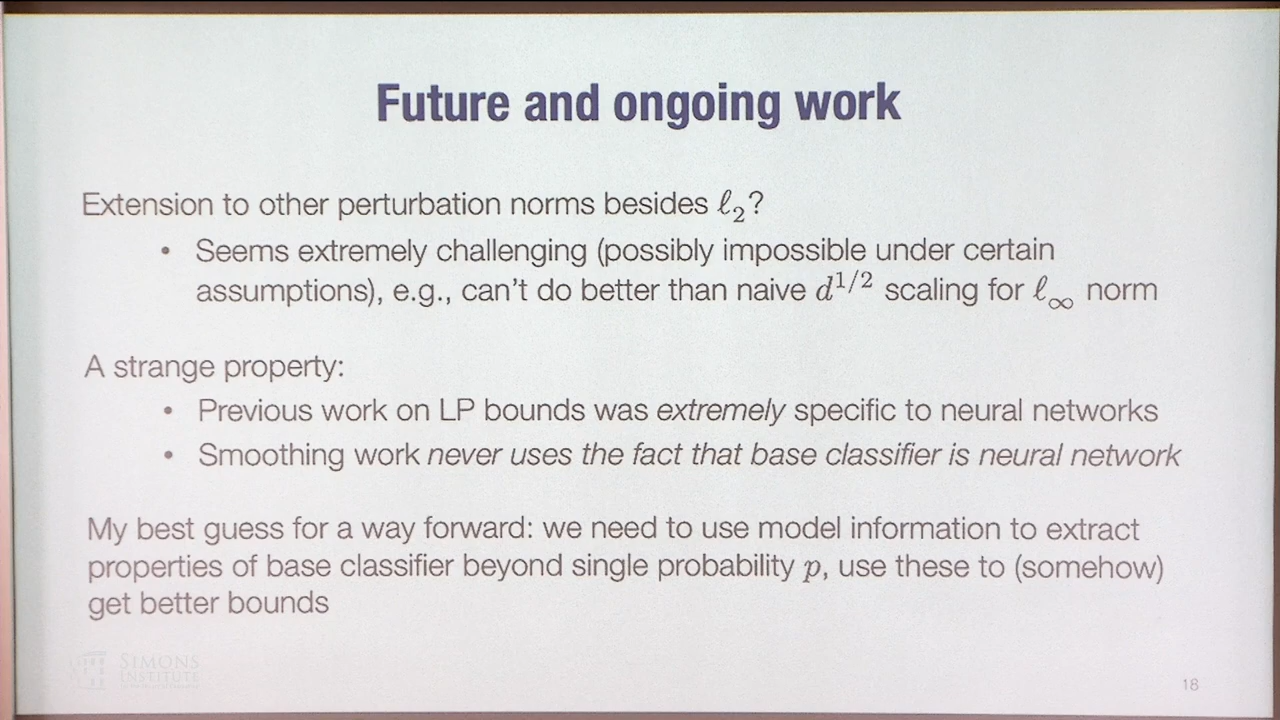 Future and ongoing work
Extension to other perturbation norms besides ℓ₂?
• Seems extremely challenging (possibly impossible under certain
assumptions), e.g., can't do better than naive d^{1/2} scaling for ℓ_∞ norm
A strange property:
• Previous work on LP bounds was extremely specific to neural networks
• Smoothing work never uses the fact that base classifier is neural network
My best guess for a way forward: we need to use model information to extract
properties of base classifier beyond single probability p, use these to (somehow)
get better bounds
SIMONS
INSTITUTE
18